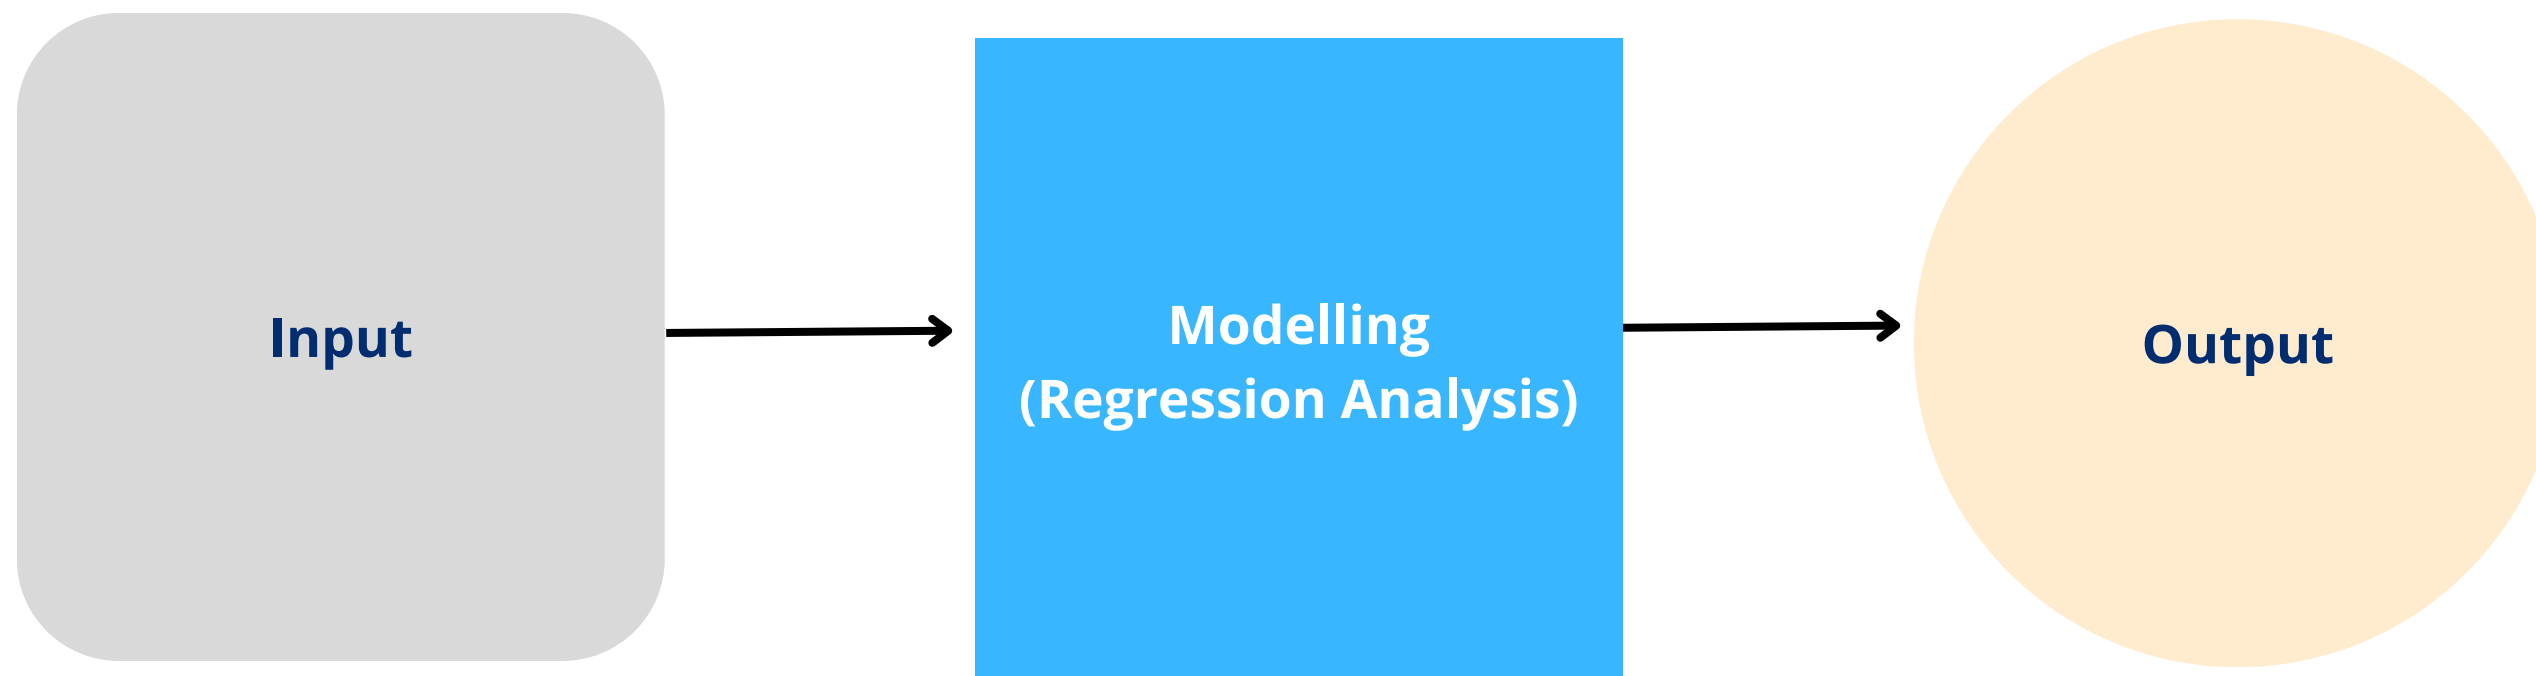 Input
Modelling
(Regression Analysis)
Output